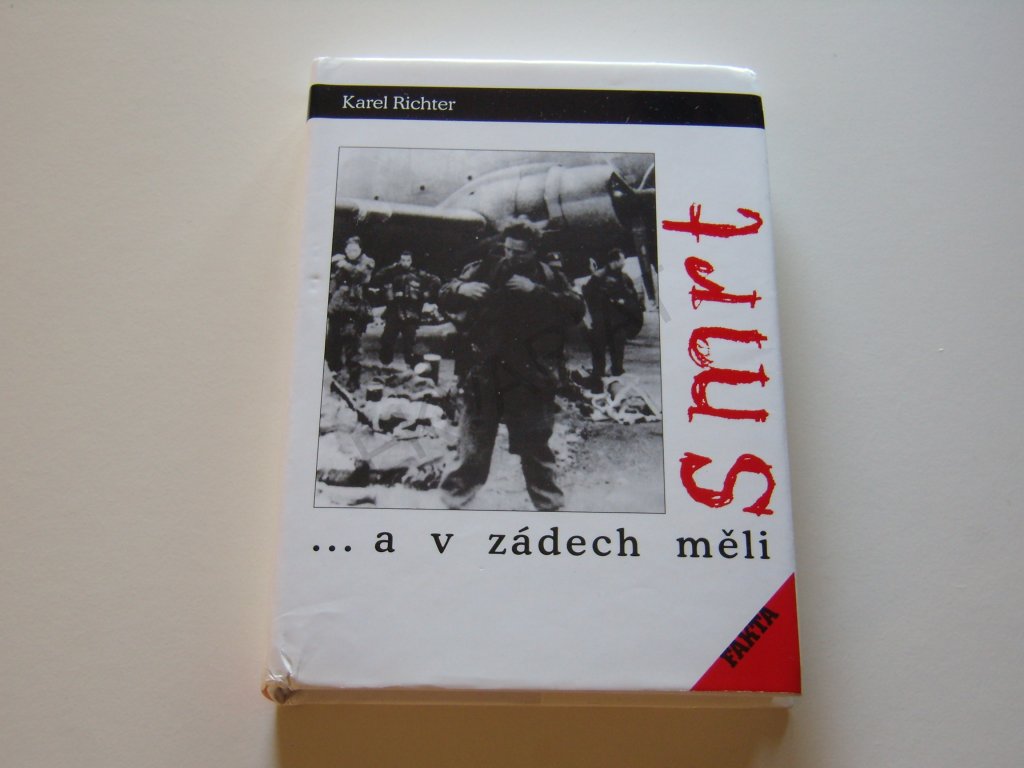 Karel Richter
... a v zádech měli
smrt
FAKTA